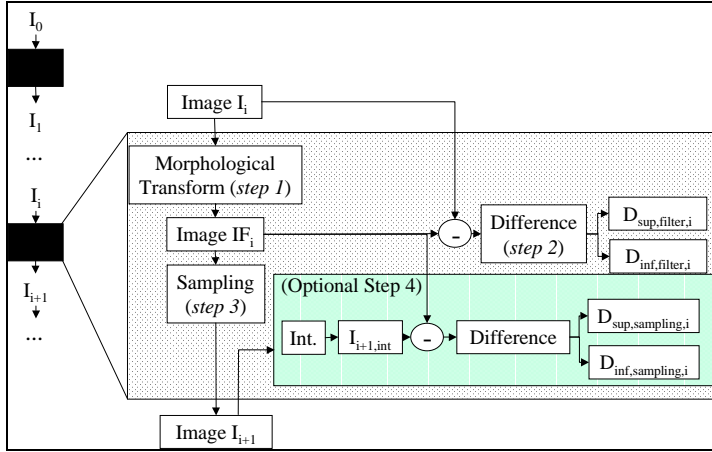 I0
I1
...
Ii
Ii+1
...
Image Ii
Morphological
Transform (step 1)
Image IFi
Sampling
(step 3)
Image Ii+1
-
Difference
(step 2)
Dsup,filter,i
Dinf,filter,i
(Optional Step 4)
Int.
Ii+1,int
-
Difference
Dsup,sampling,i
Dinf,sampling,i